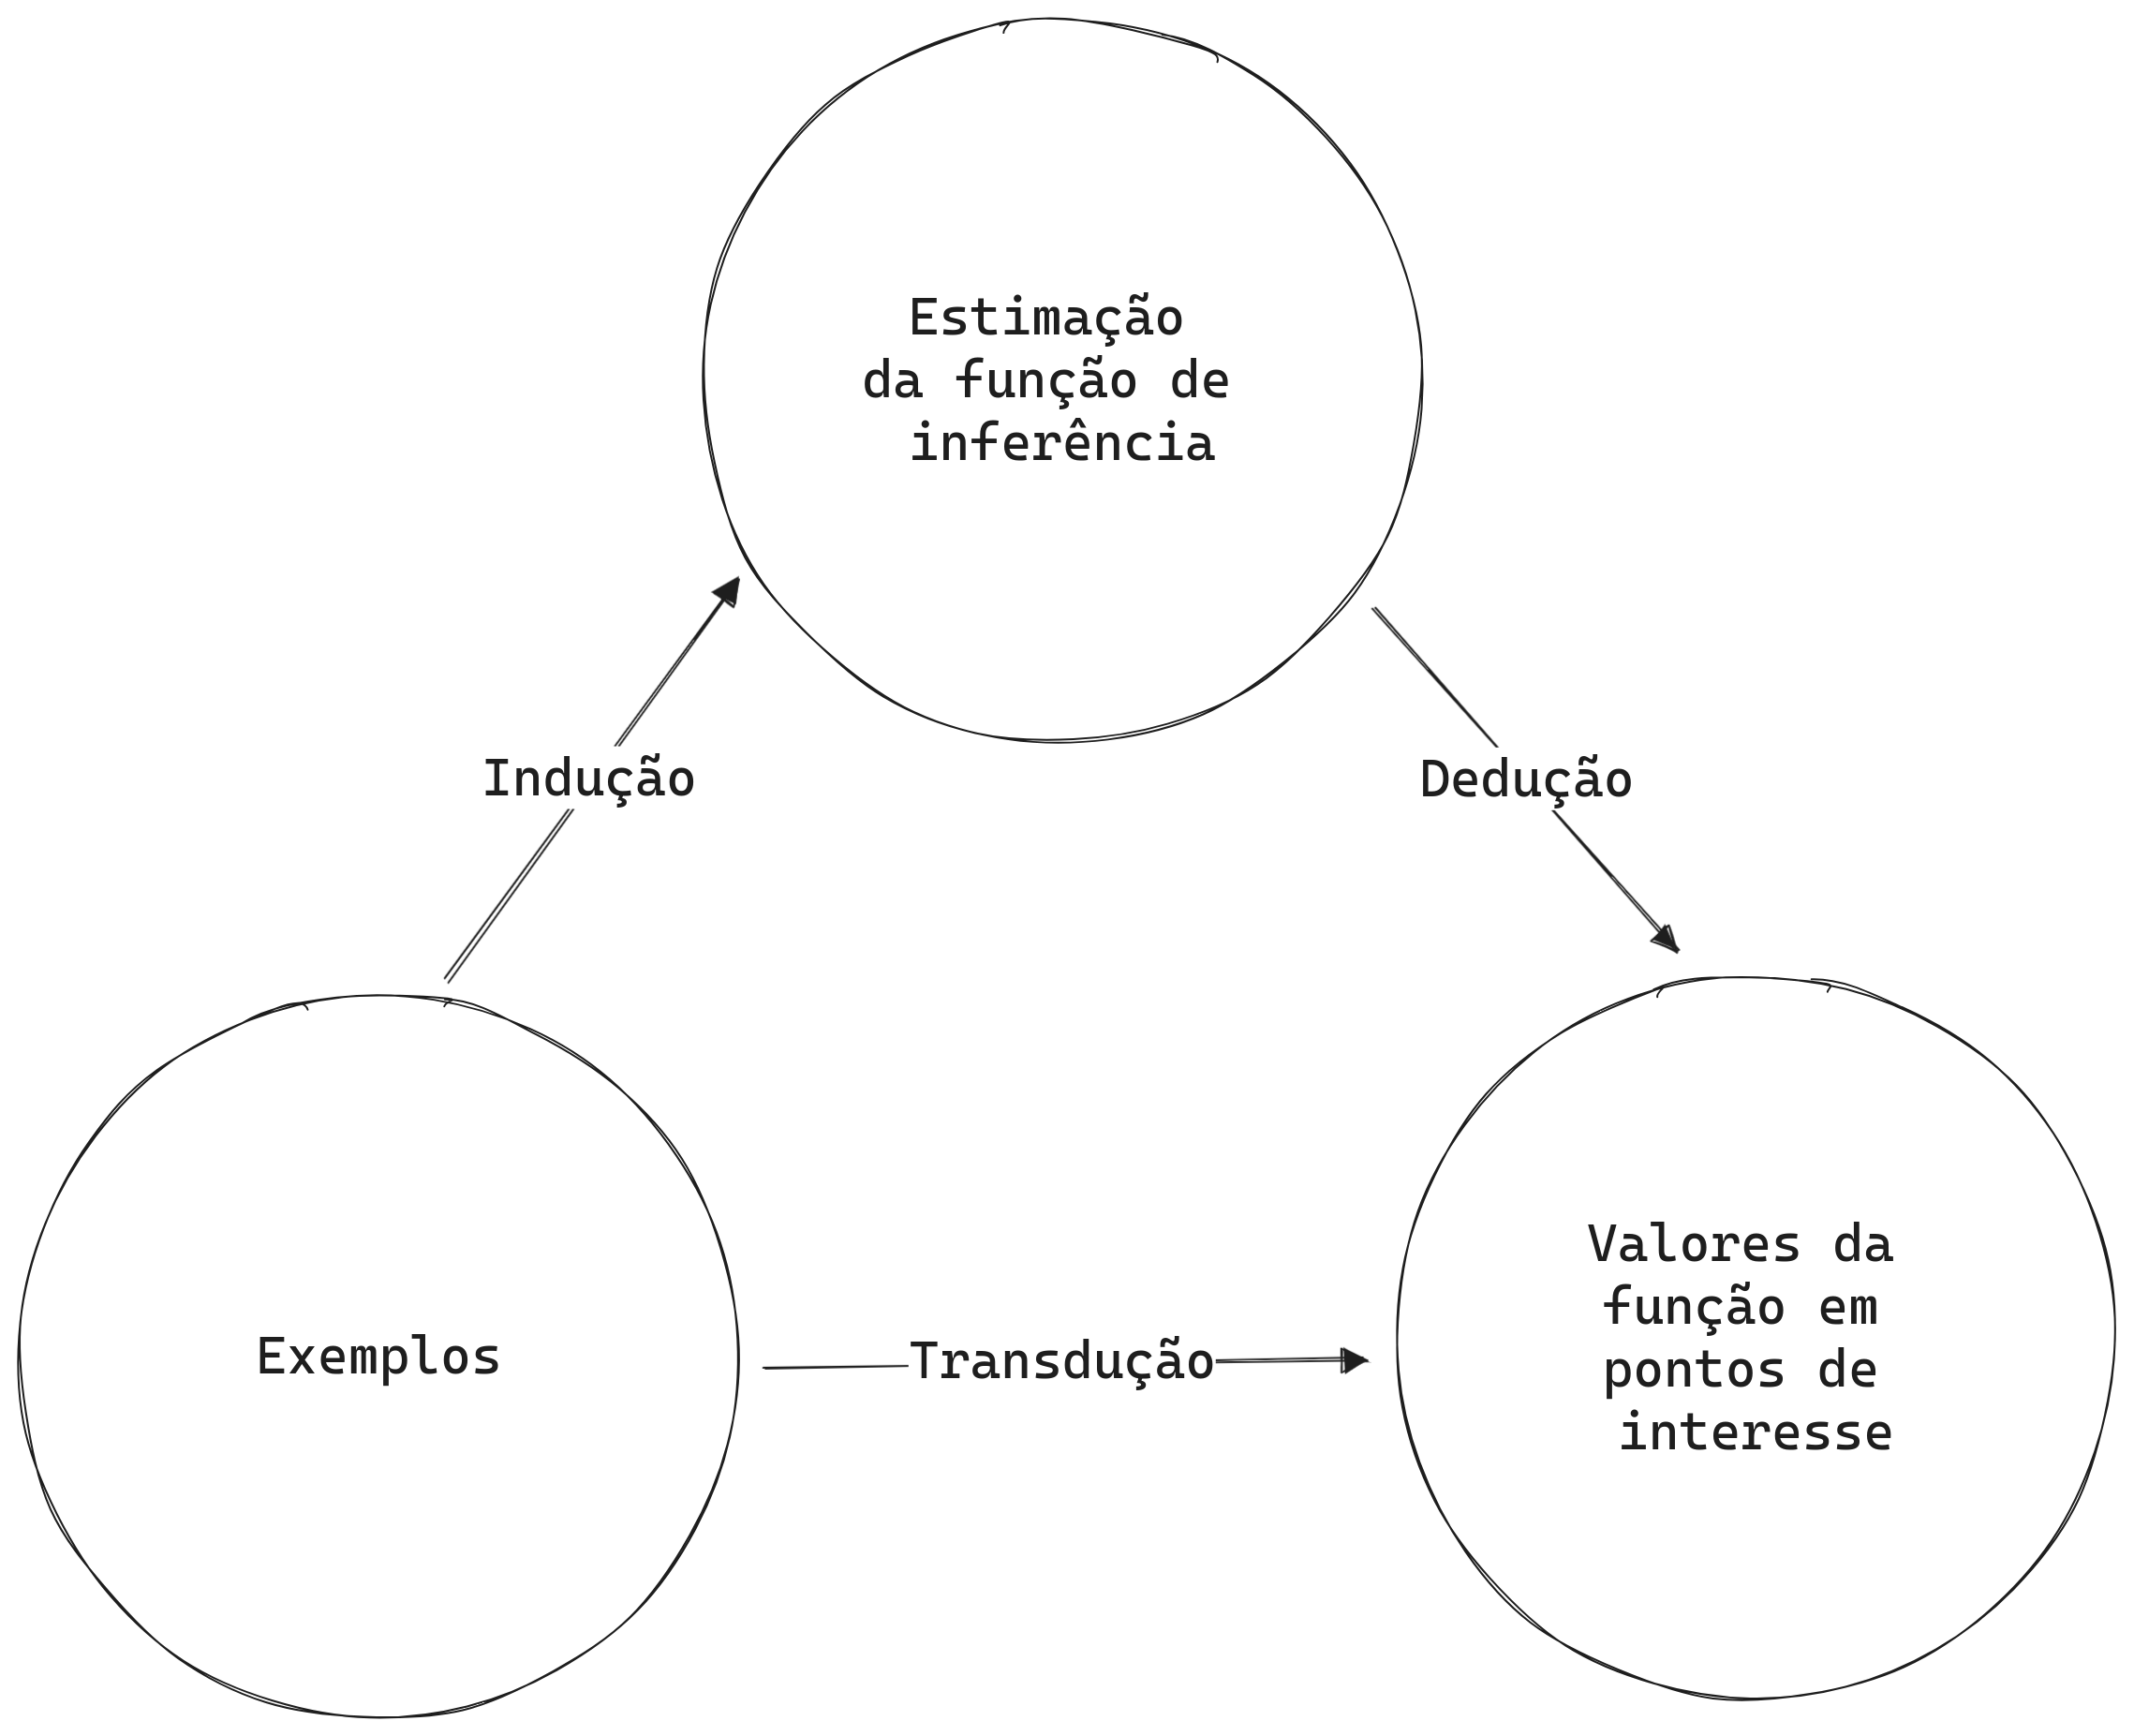 Estimação
da função de
inferência
Indução
Dedução
Exemplos
Transdução
Valores da
função em
pontos de
interesse